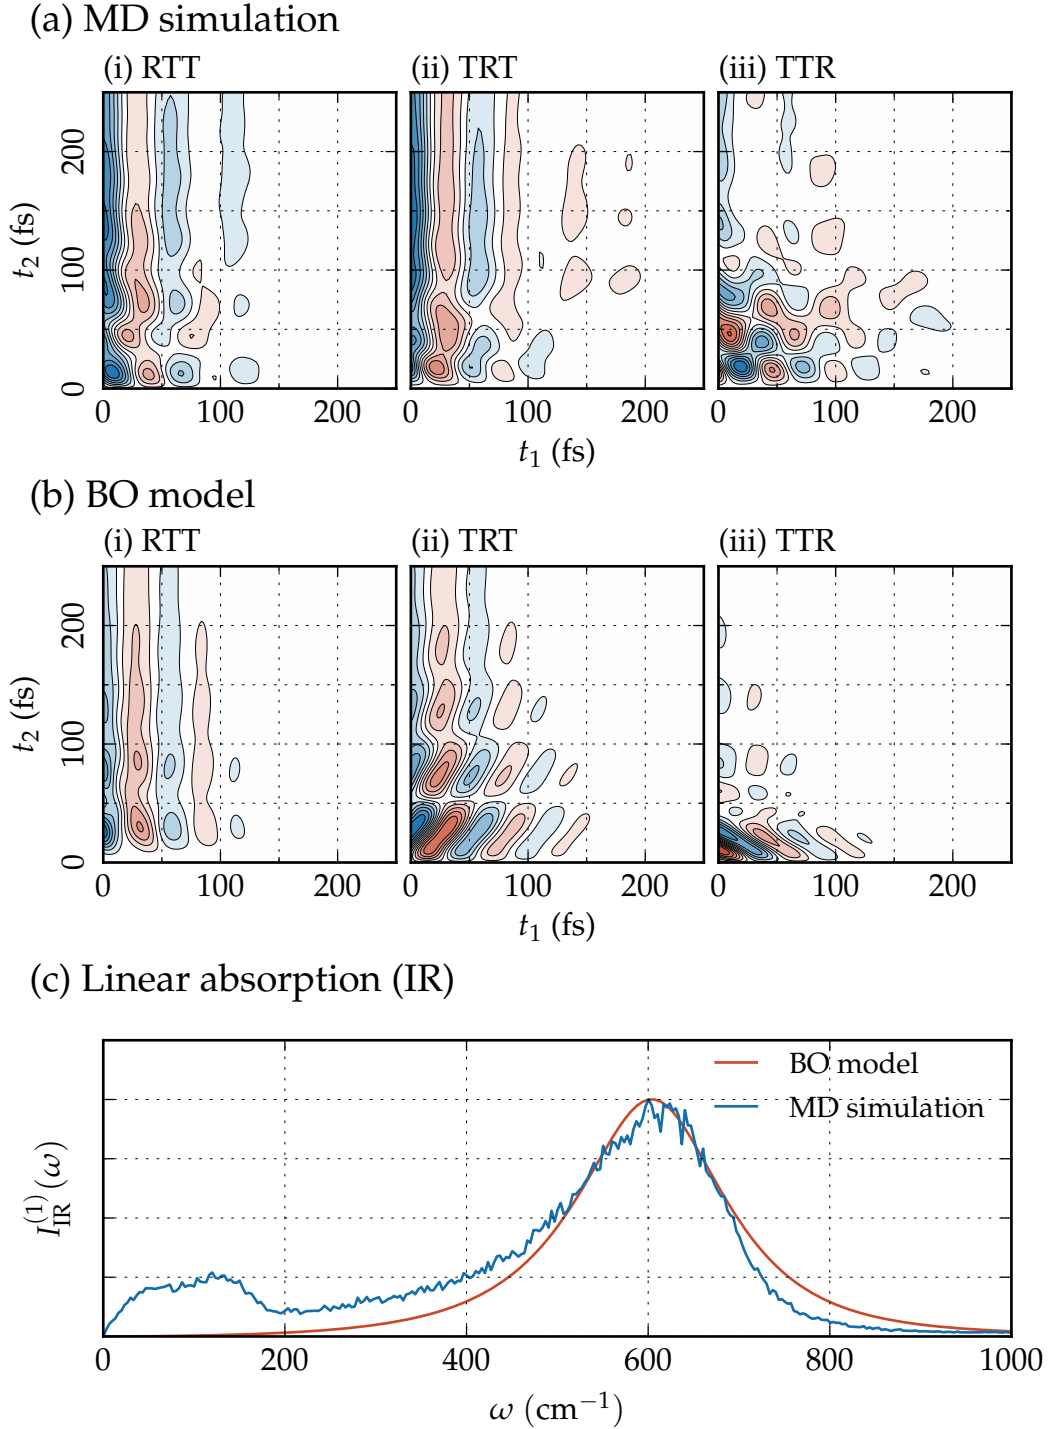 (a) MD simulation
(i) RTT (ii) TRT (iii) TTR
t₂ (fs)
200
100
0
0 100 200 0 100 200 0 100 200
t₁ (fs)
(b) BO model
(i) RTT (ii) TRT (iii) TTR
t₂ (fs)
200
100
0
0 100 200 0 100 200 0 100 200
t₁ (fs)
(c) Linear absorption (IR)
I_IR^(1)(ω)
BO model
MD simulation
0 200 400 600 800 1000
ω (cm⁻¹)